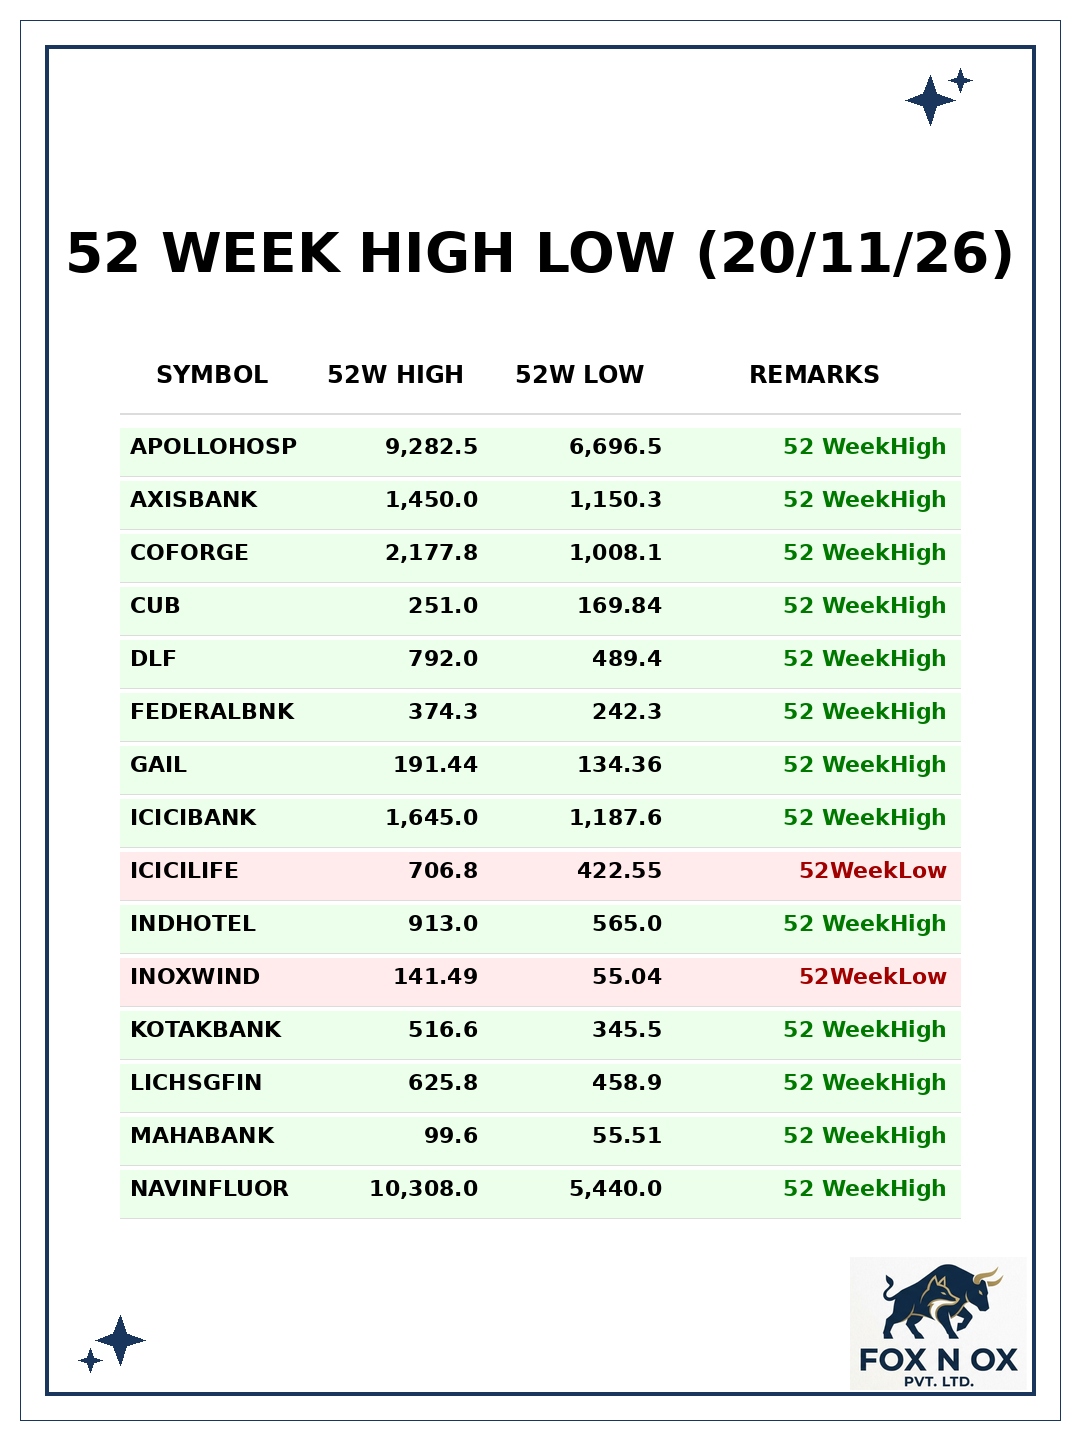 52 WEEK HIGH LOW (20/11/26)
SYMBOL 52W HIGH 52W LOW REMARKS
APOLLOHOSP 9,282.5 6,696.5 52 WeekHigh
AXISBANK 1,450.0 1,150.3 52 WeekHigh
COFORGE 2,177.8 1,008.1 52 WeekHigh
CUB 251.0 169.84 52 WeekHigh
DLF 792.0 489.4 52 WeekHigh
FEDERALBNK 374.3 242.3 52 WeekHigh
GAIL 191.44 134.36 52 WeekHigh
ICICIBANK 1,645.0 1,187.6 52 WeekHigh
ICICILIFE 706.8 422.55 52WeekLow
INDHOTEL 913.0 565.0 52 WeekHigh
INOXWIND 141.49 55.04 52WeekLow
KOTAKBANK 516.6 345.5 52 WeekHigh
LICHSGFIN 625.8 458.9 52 WeekHigh
MAHABANK 99.6 55.51 52 WeekHigh
NAVINFLUOR 10,308.0 5,440.0 52 WeekHigh
FOX N OX
PVT. LTD.